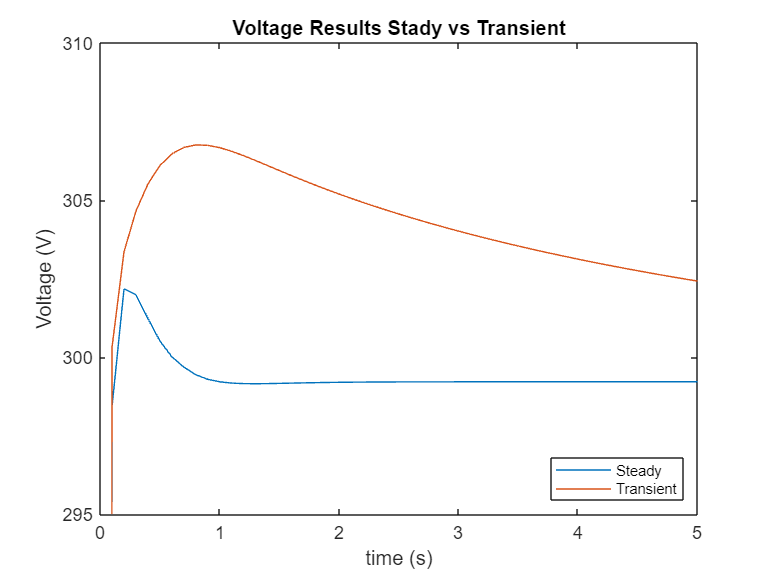 Voltage Results Stady vs Transient
310
305
300
295
Voltage (V)
0 1 2 3 4 5
time (s)
Steady
Transient